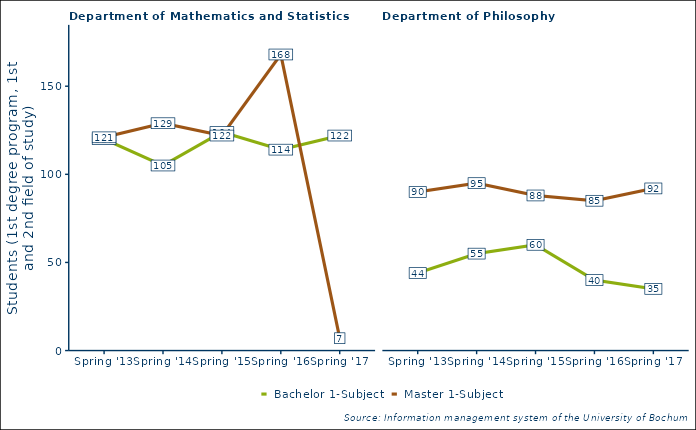 Department of Mathematics and Statistics
Department of Philosophy
Students (1st degree program, 1st
and 2nd field of study)
150
100
50
0
168
129
121
122
122
114
105
7
95
90
88
85
92
60
55
44
40
35
Spring '13 Spring '14 Spring '15 Spring '16 Spring '17
Spring '13 Spring '14 Spring '15 Spring '16 Spring '17
Bachelor 1-Subject Master 1-Subject
Source: Information management system of the University of Bochum